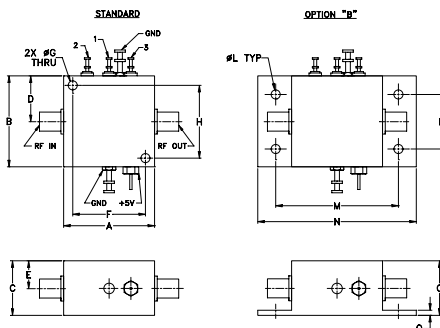 STANDARD
OPTION "B"
2X ØG
THRU
2
1
GND
3
ØL TYP
D
B
H
RF IN
RF OUT
GND
+5V
F
A
M
N
E
C